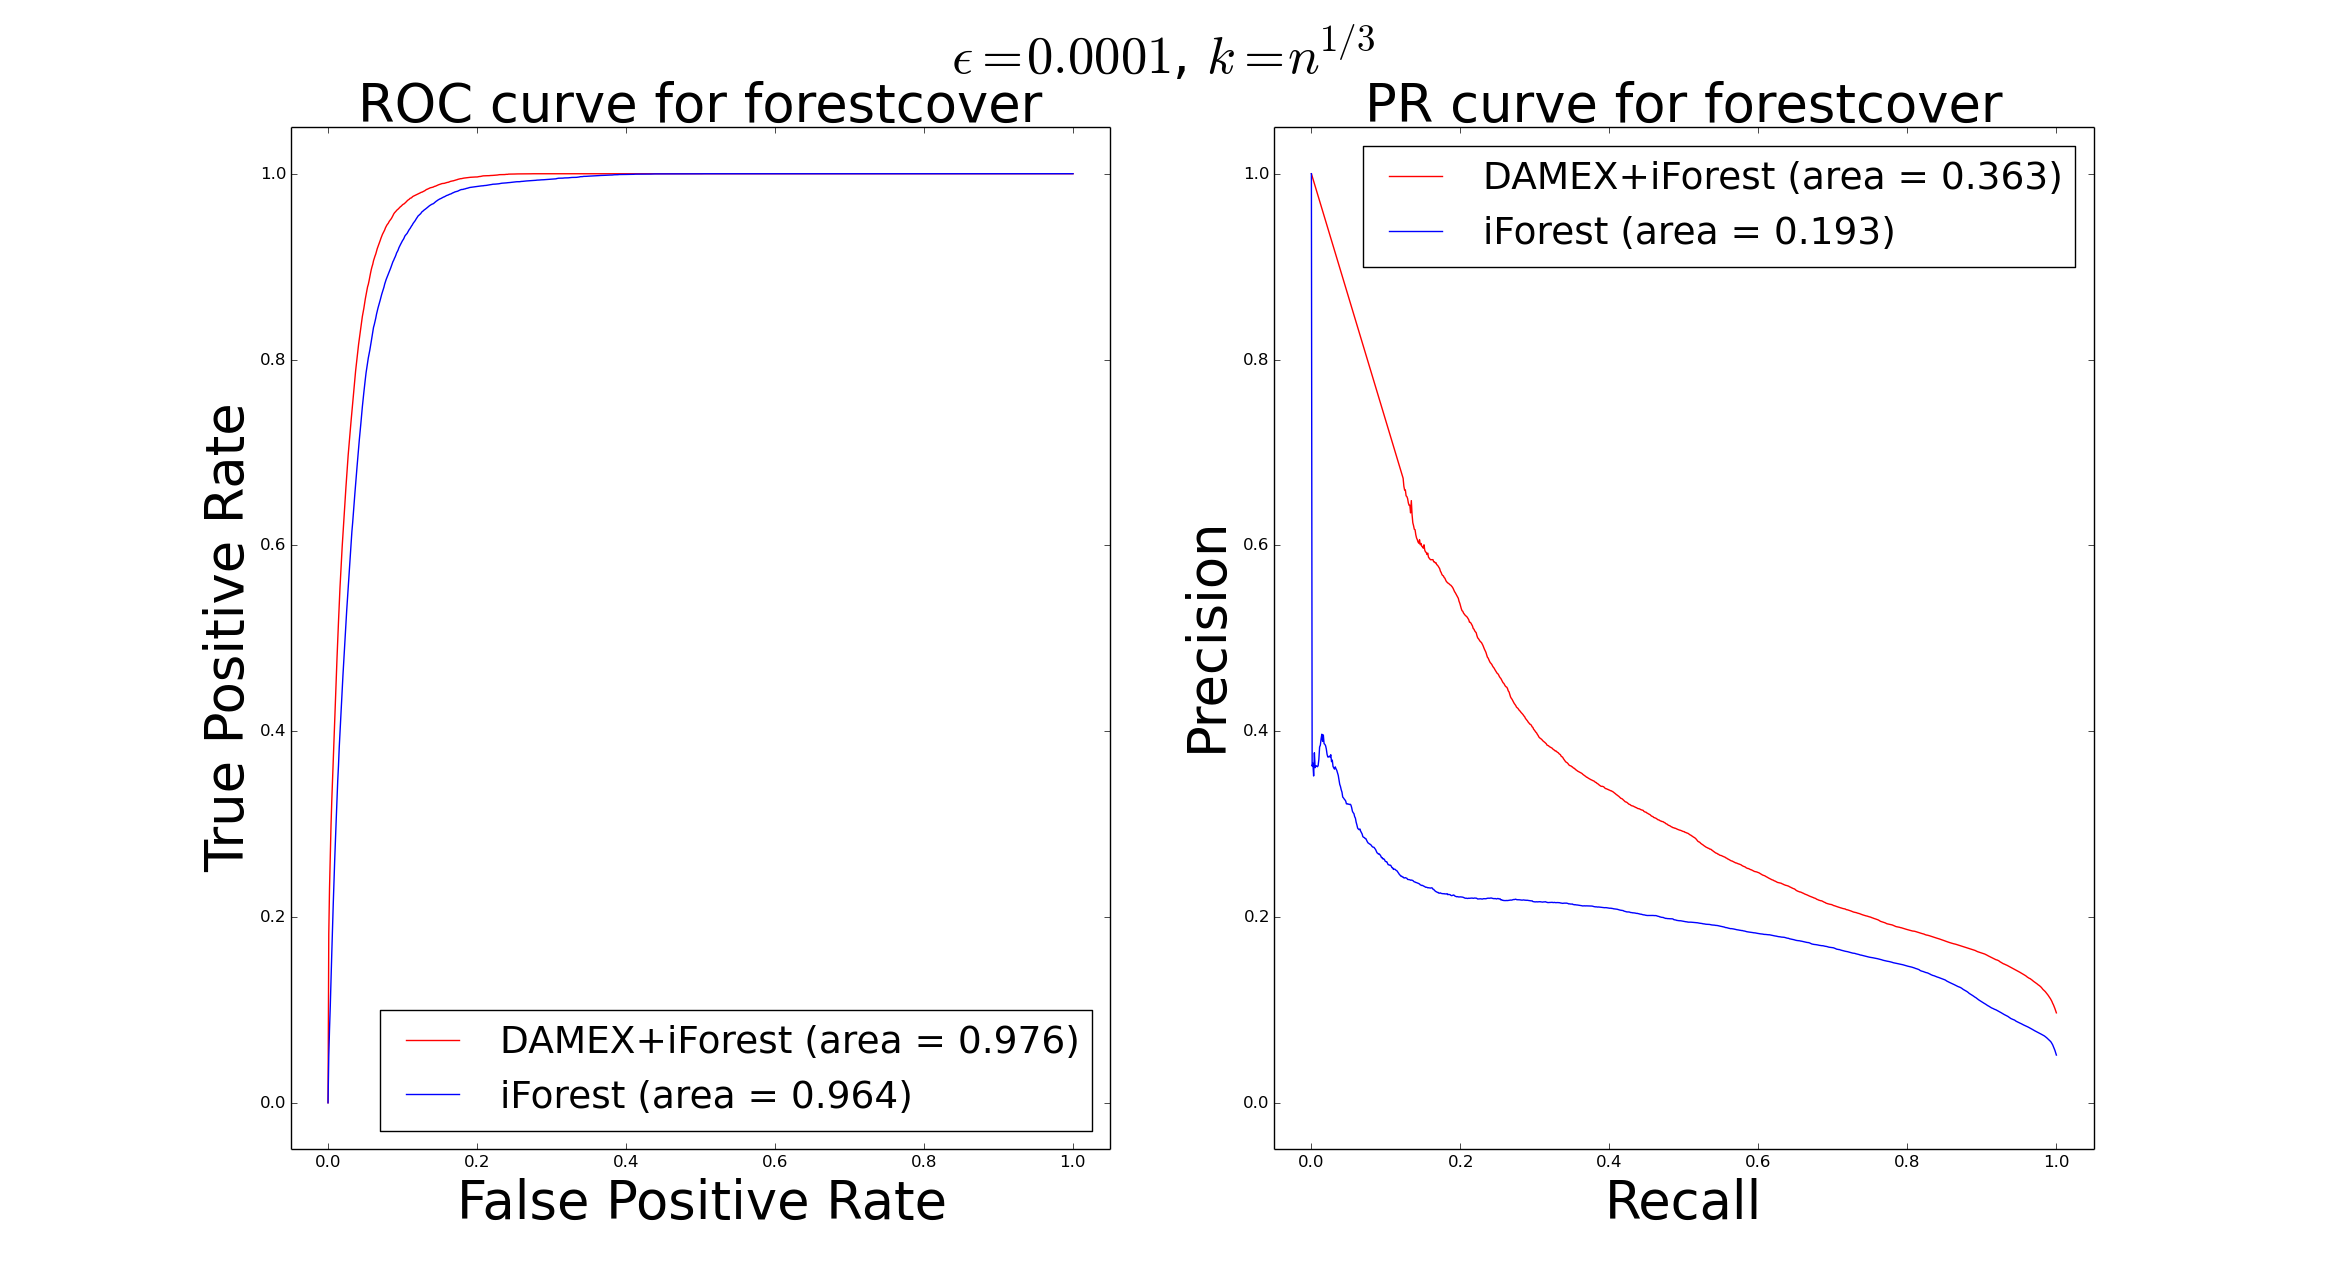 ϵ=0.0001, k=n^{1/3}
ROC curve for forestcover
1.0
0.8
0.6
0.4
0.2
0.0
True Positive Rate
DAMEX+iForest (area = 0.976)
iForest (area = 0.964)
0.0 0.2 0.4 0.6 0.8 1.0
False Positive Rate
PR curve for forestcover
DAMEX+iForest (area = 0.363)
iForest (area = 0.193)
1.0
0.8
0.6
0.4
0.2
0.0
Precision
0.0 0.2 0.4 0.6 0.8 1.0
Recall